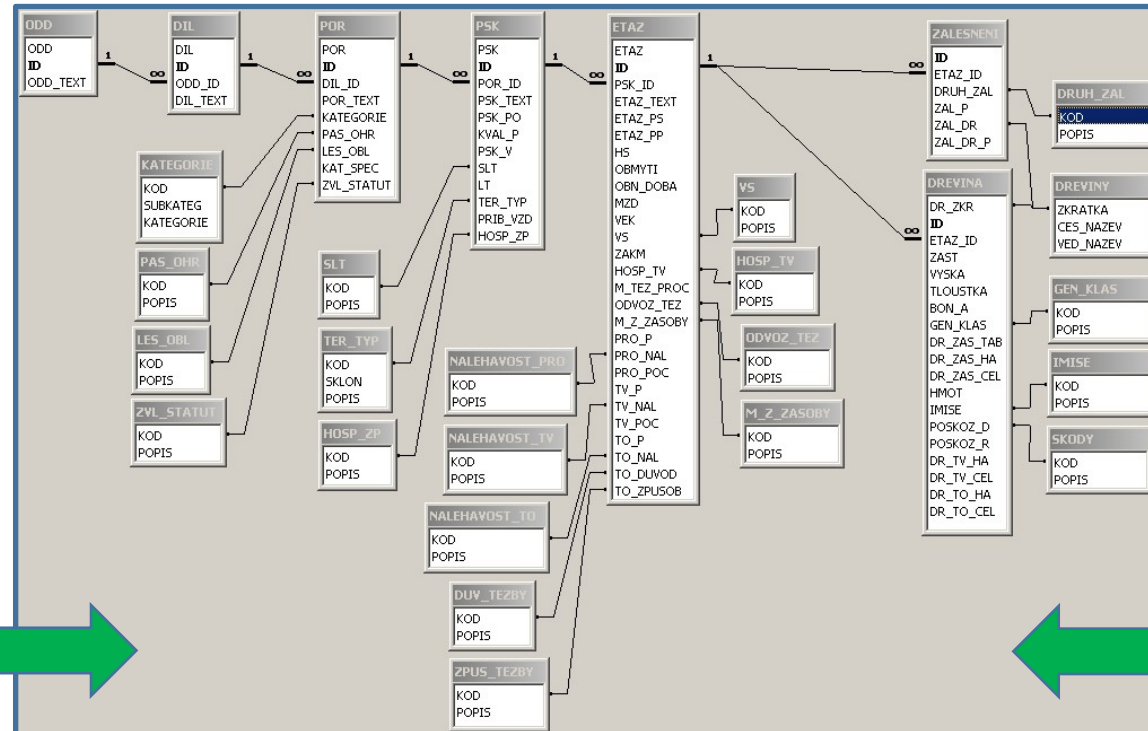 ODD
ODD
ID
ODD_TEXT
1
∞
DIL
DIL
ID
ODD_ID
DIL_TEXT
1
∞
POR
POR
ID
DIL_ID
POR_TEXT
KATEGORIE
PAS_OHR
LES_OBL
KAT_SPEC
ZVL_STATUT
1
∞
PSK
PSK
ID
POR_ID
PSK_TEXT
PSK_PO
KVAL_P
PSK_V
SLT
LT
TER_TYP
PRIB_VZD
HOSP_ZP
1
∞
ETAZ
ETAZ
ID
PSK_ID
ETAZ_TEXT
ETAZ_PS
ETAZ_PP
HS
OBMYTI
OBN_DOBA
MZD
VEK
VS
ZAKM
HOSP_TV
M_TEZ_PROC
ODVOZ_TEZ
M_Z_ZASOBY
PRO_P
PRO_NAL
PRO_POC
TV_P
TV_NAL
TV_POC
TO_P
TO_NAL
TO_DUVOD
TO_ZPUSOB
1
∞
∞
ZALESNENI
ID
ETAZ_ID
DRUH_ZAL
ZAL_P
ZAL_DR
ZAL_DR_P
DRUH_ZAL
KOD
POPIS
DREVINA
DR_ZKR
ID
ETAZ_ID
ZAST
VYSKA
TLOUSTKA
BON_A
GEN_KLAS
DR_ZAS_TAB
DR_ZAS_HA
DR_ZAS_CEL
HMOT
IMISE
POSKOZ_D
POSKOZ_R
DR_TV_HA
DR_TV_CEL
DR_TO_HA
DR_TO_CEL
DREVINY
ZKRATKA
CES_NAZEV
VED_NAZEV
GEN_KLAS
KOD
POPIS
IMISE
KOD
POPIS
SKODY
KOD
POPIS
KATEGORIE
KOD
SUBKATEG
KATEGORIE
PAS_OHR
KOD
POPIS
LES_OBL
KOD
POPIS
ZVL_STATUT
KOD
POPIS
SLT
KOD
POPIS
TER_TYP
KOD
SKLON
POPIS
HOSP_ZP
KOD
POPIS
VS
KOD
POPIS
HOSP_TV
KOD
POPIS
ODVOZ_TEZ
KOD
POPIS
M_Z_ZASOBY
KOD
POPIS
NALEHAVOST_PRO
KOD
POPIS
NALEHAVOST_TV
KOD
POPIS
NALEHAVOST_TO
KOD
POPIS
DUV_TEZBY
KOD
POPIS
ZPUS_TEZBY
KOD
POPIS